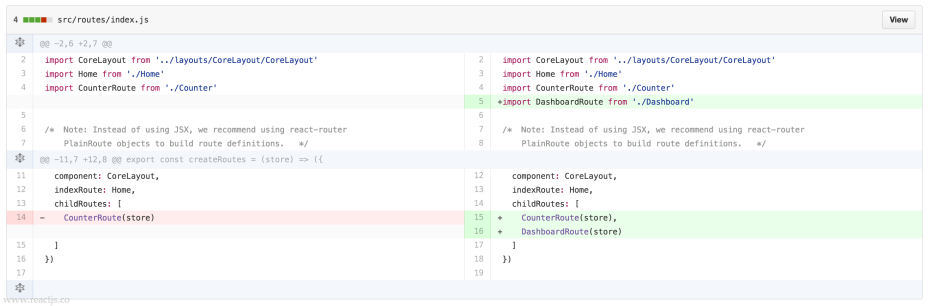 4 src/routes/index.js View
@@ -2,6 +2,7 @@
2 import CoreLayout from '../layouts/CoreLayout/CoreLayout'
3 import Home from './Home'
4 import CounterRoute from './Counter'
5
6 /* Note: Instead of using JSX, we recommend using react-router
7 PlainRoute objects to build route definitions. */
2 import CoreLayout from '../layouts/CoreLayout/CoreLayout'
3 import Home from './Home'
4 import CounterRoute from './Counter'
5 +import DashboardRoute from './Dashboard'
6
7 /* Note: Instead of using JSX, we recommend using react-router
8 PlainRoute objects to build route definitions. */
@@ -11,7 +12,8 @@ export const createRoutes = (store) => ({
11 component: CoreLayout,
12 indexRoute: Home,
13 childRoutes: [
14 - CounterRoute(store)
15 ]
16 })
17
12 component: CoreLayout,
13 indexRoute: Home,
14 childRoutes: [
15 + CounterRoute(store),
16 + DashboardRoute(store)
17 ]
18 })
19
www.reactjs.co